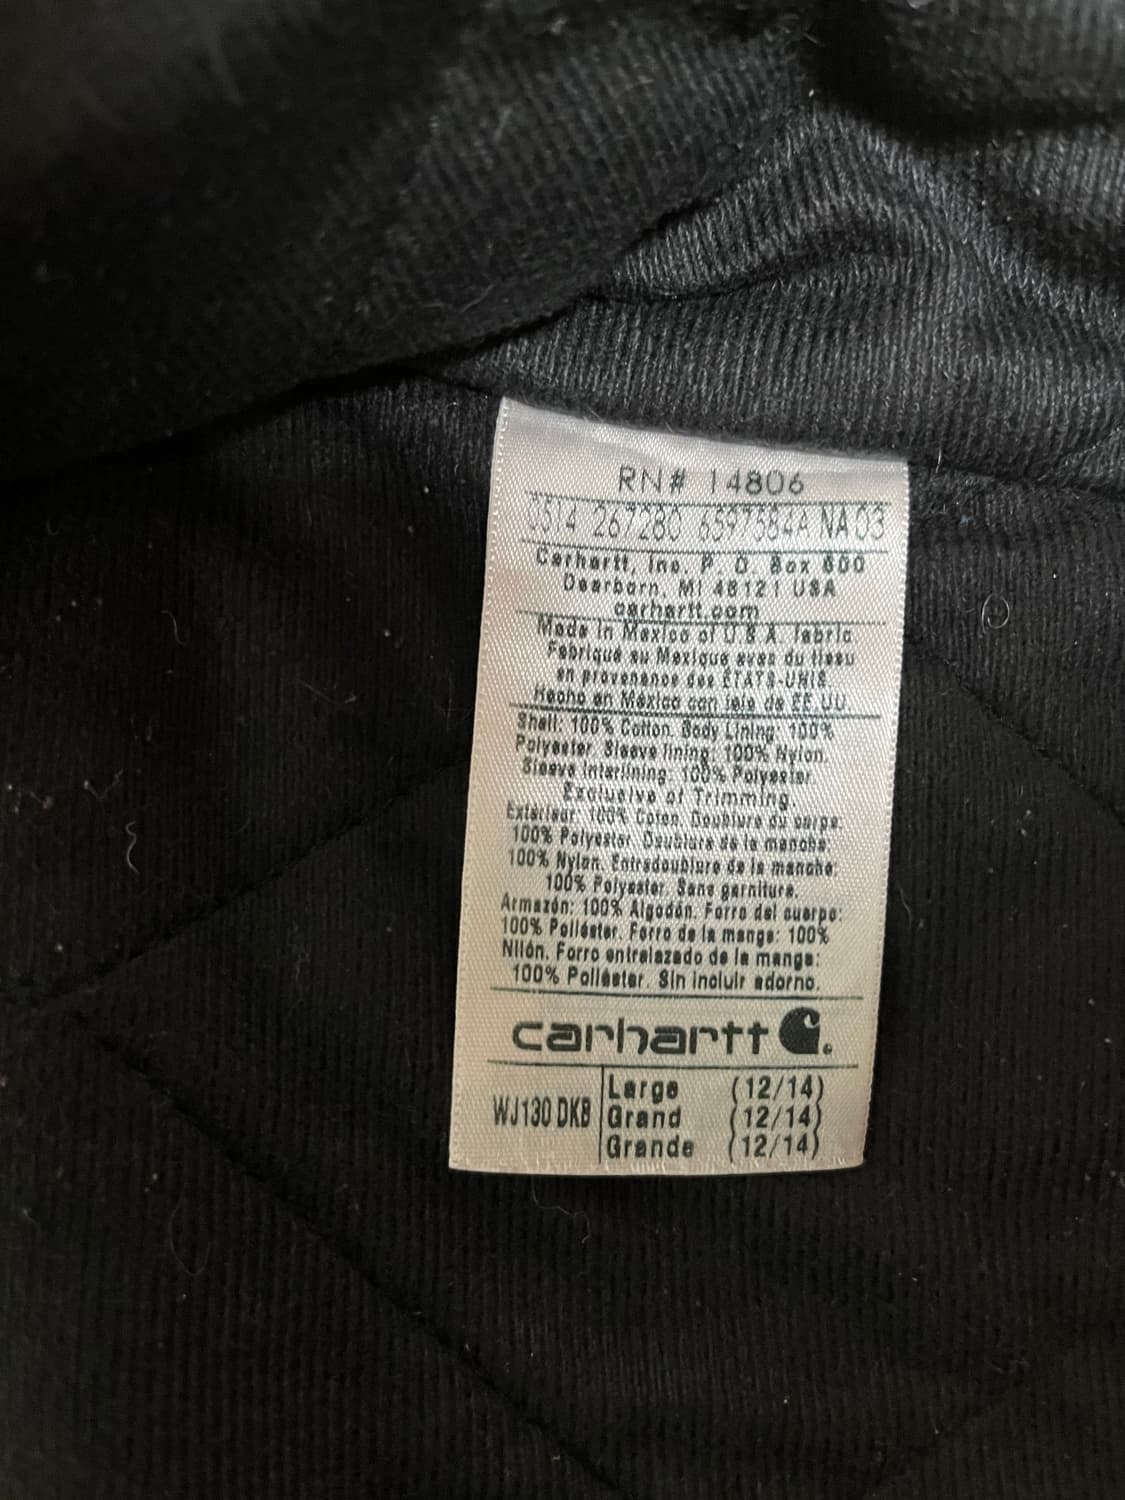 RN# 14806
0514 267280 6597584A NA 03
Carhartt, Inc. P. O. Box 600
Dearborn, MI 48121 USA
carhartt.com
Made in Mexico of U.S.A. fabric
Fabriqué au Mexique avec du tissu
en provenance des ÉTATS-UNIS
Hecho en México con tela de EE.UU.
Shell: 100% Cotton. Body Lining: 100%
Polyester. Sleeve lining: 100% Nylon.
Sleeve Interlining: 100% Polyester.
Exclusive of Trimming.
Extérieur: 100% Coton. Doublure du corps:
100% Polyester. Doublure de la manche:
100% Nylon. Entredoublure de la manche:
100% Polyester. Sans garniture.
Armazón: 100% Algodón. Forro del cuerpo:
100% Poliéster. Forro de la manga: 100%
Nilón. Forro entrelazado de la manga:
100% Poliéster. Sin incluir adorno.
carhartt
WJ130 DKB
Large (12/14)
Grand (12/14)
Grande (12/14)